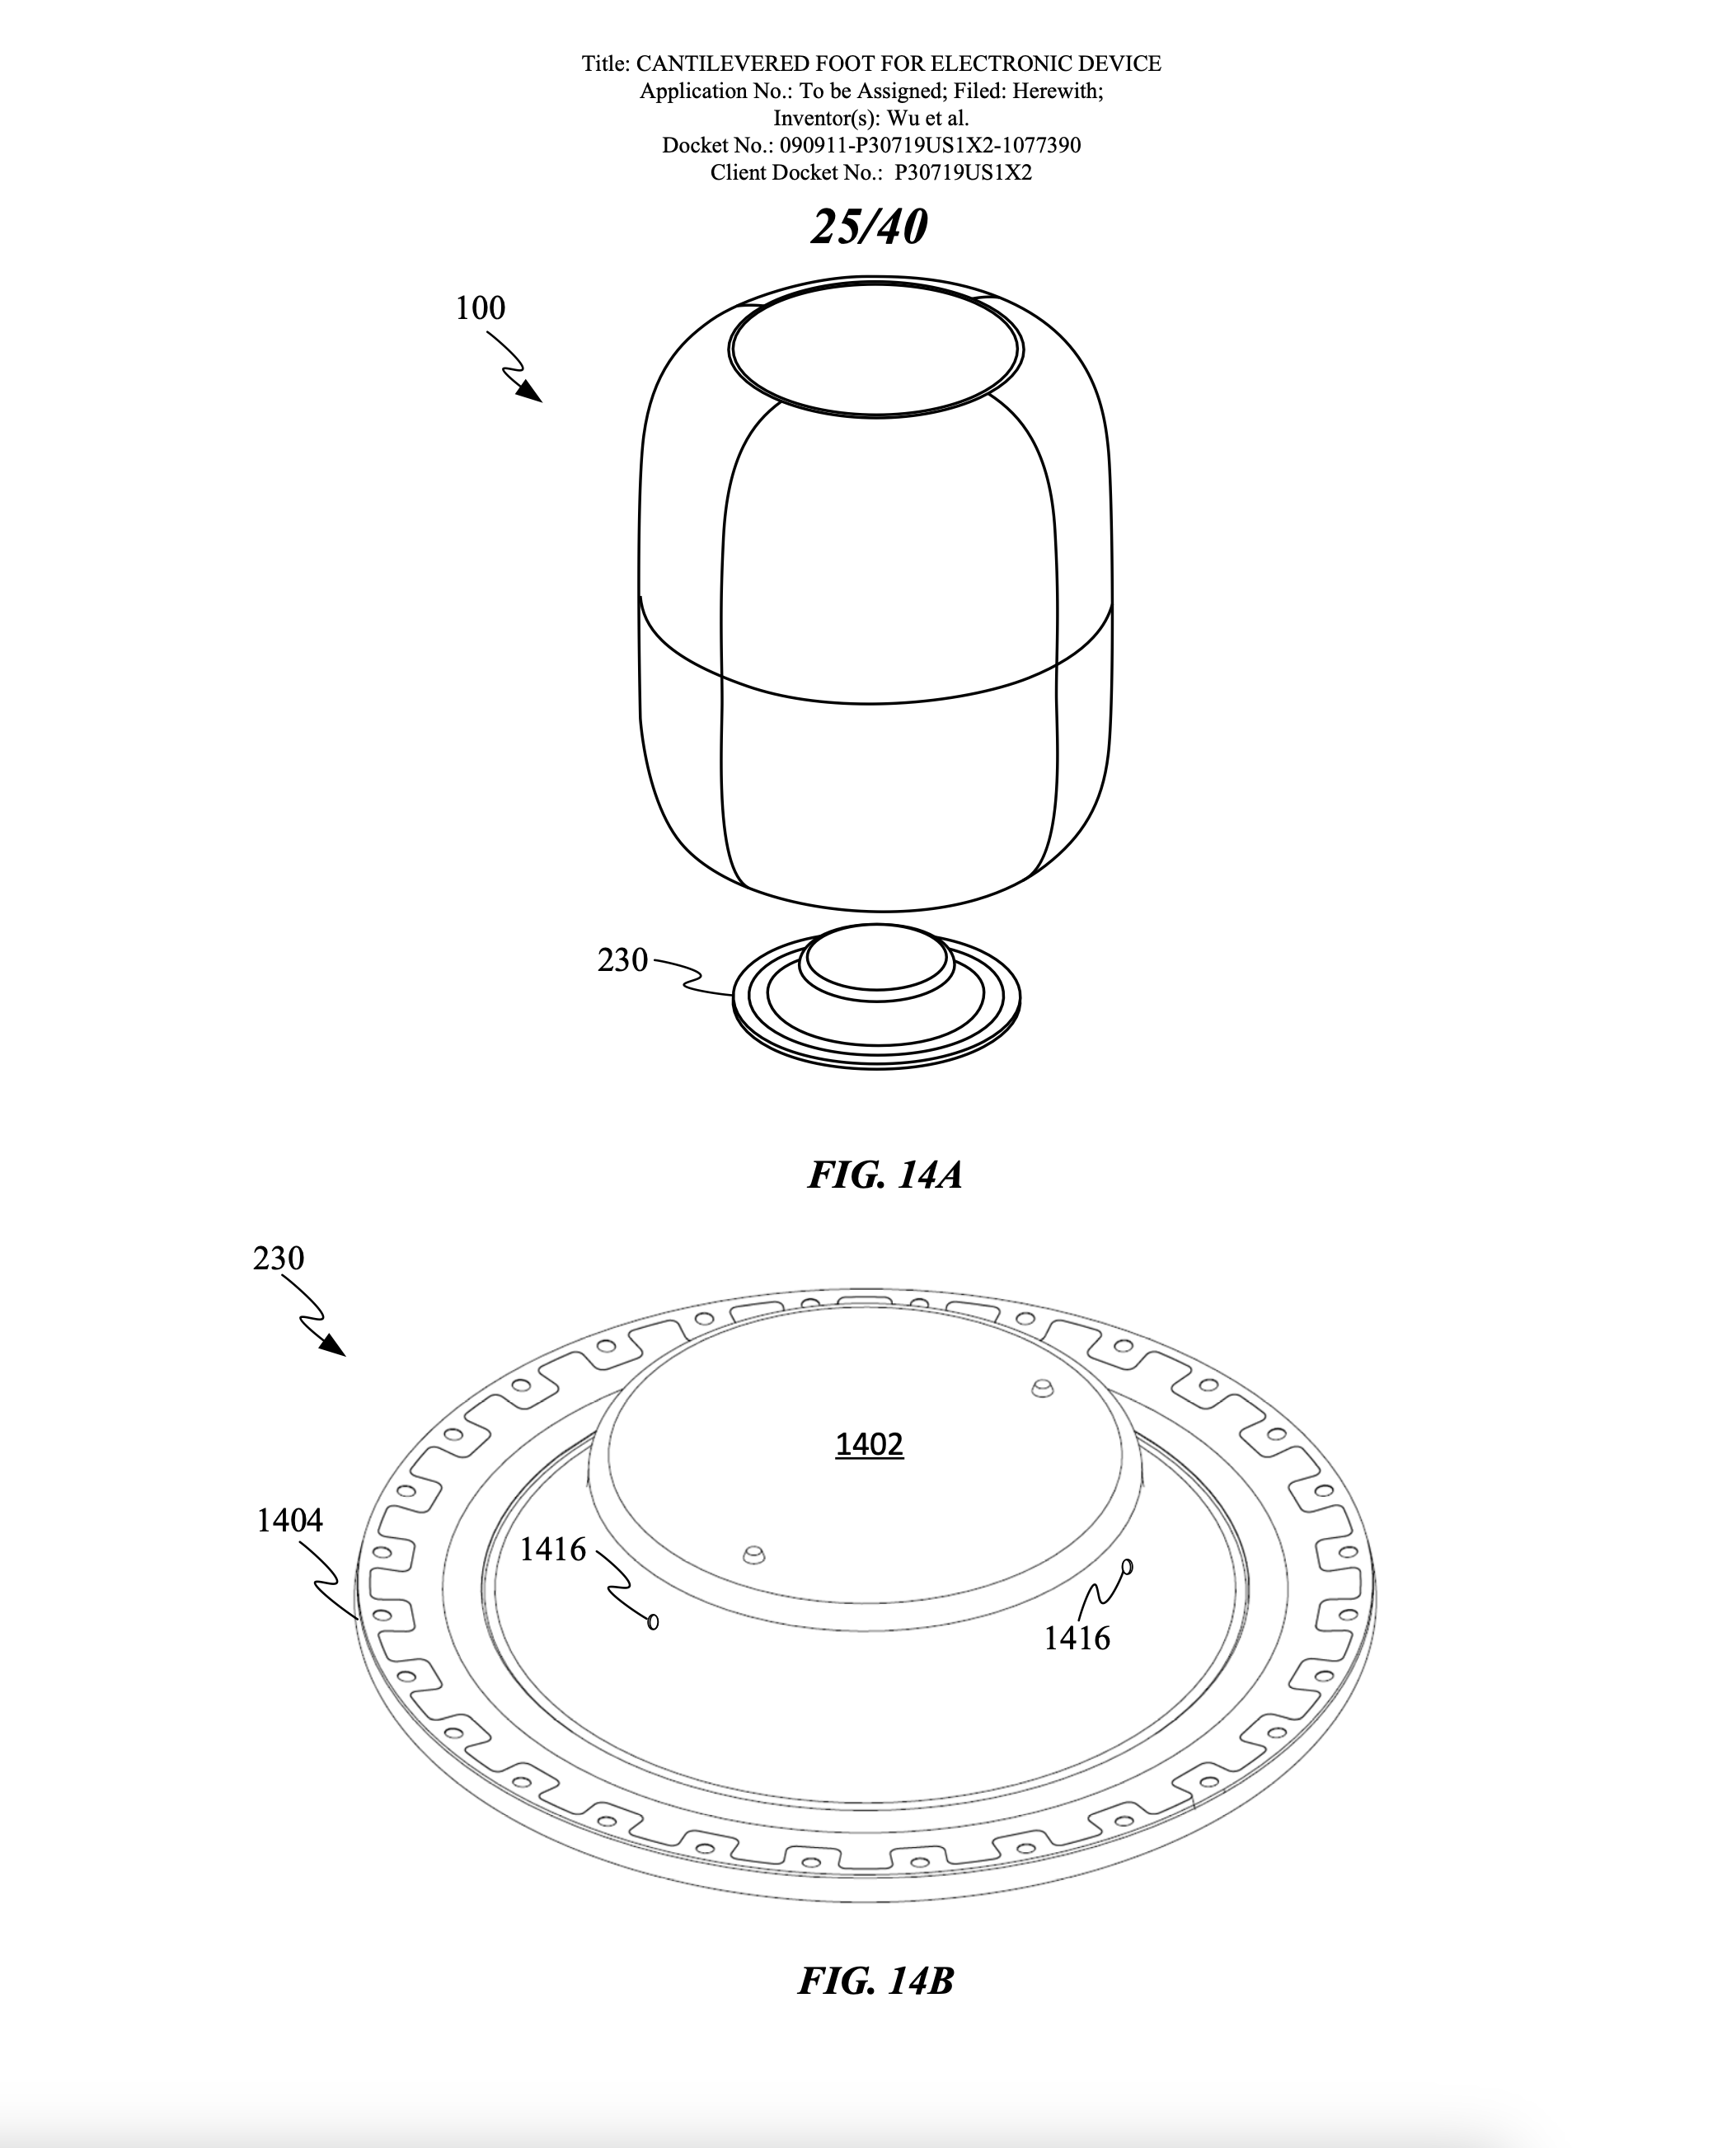 Title: CANTILEVERED FOOT FOR ELECTRONIC DEVICE
Application No.: To be Assigned; Filed: Herewith;
Inventor(s): Wu et al.
Docket No.: 090911-P30719US1X2-1077390
Client Docket No.: P30719US1X2
25/40
100
230
FIG. 14A
230
1402
1404
1416
1416
FIG. 14B